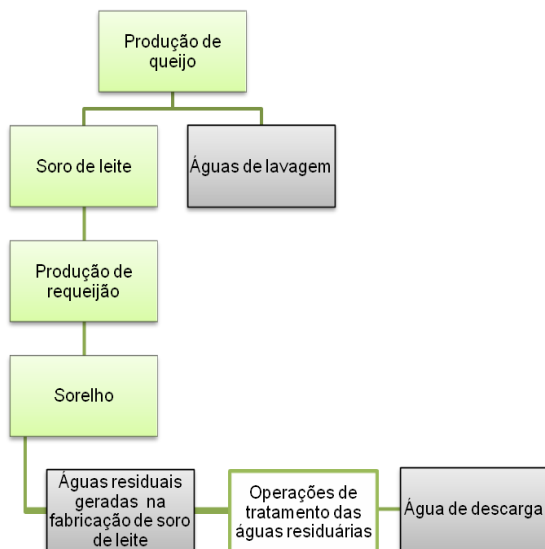 Produção de
queijo
Soro de leite
Águas de lavagem
Produção de
requeijão
Sorelho
Águas residuais
geradas na
fabricação de soro
de leite
Operações de
tratamento das
águas residuárias
Água de descarga